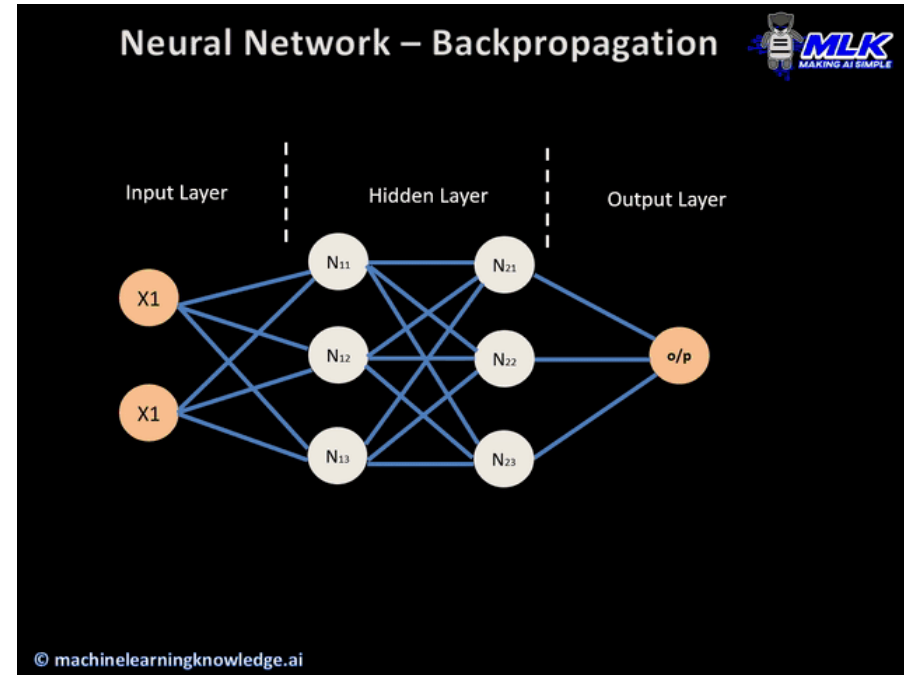 Neural Network – Backpropagation
MLK
MAKING AI SIMPLE
Input Layer
Hidden Layer
Output Layer
X1
X1
N11
N12
N13
N21
N22
N23
o/p
© machinelearningknowledge.ai